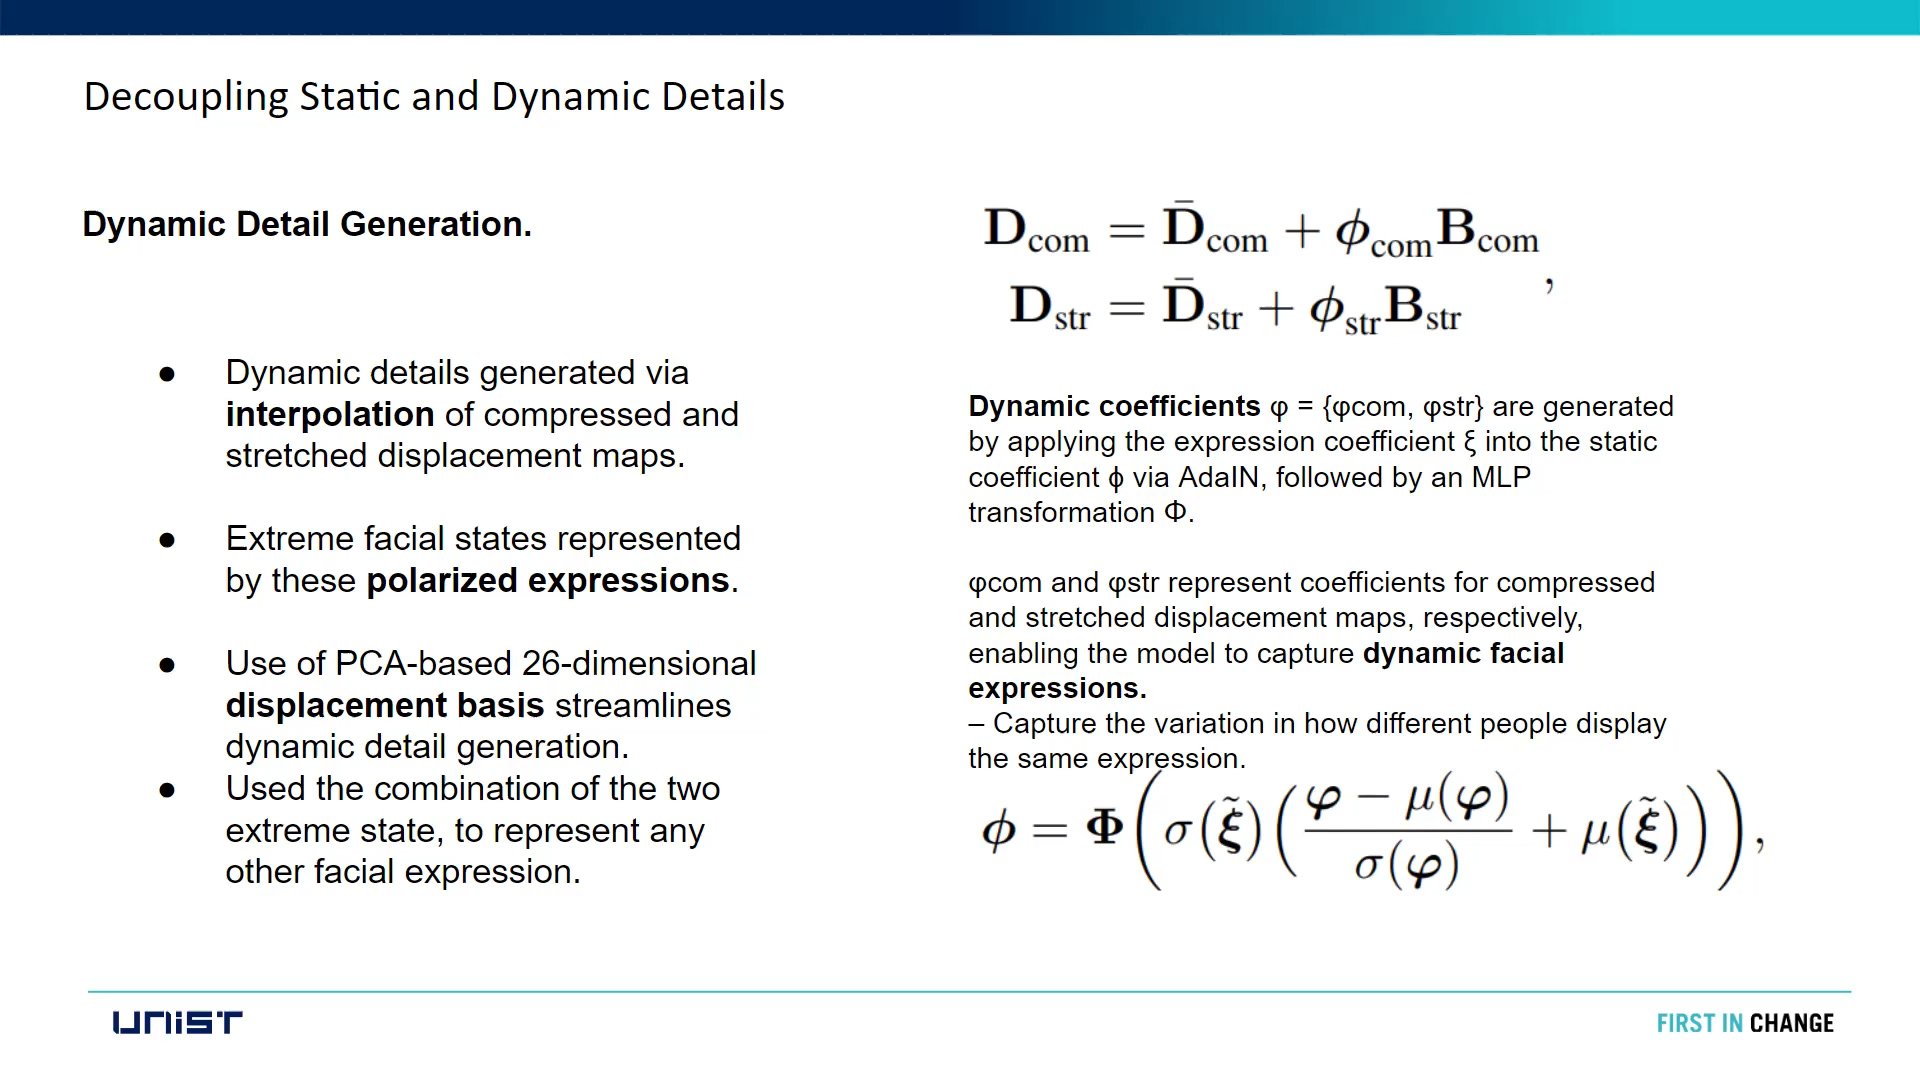 Decoupling Static and Dynamic Details
Dynamic Detail Generation.
● Dynamic details generated via
interpolation of compressed and
stretched displacement maps.
● Extreme facial states represented
by these polarized expressions.
● Use of PCA-based 26-dimensional
displacement basis streamlines
dynamic detail generation.
● Used the combination of the two
extreme state, to represent any
other facial expression.
D_com = D̄_com + ϕ_com B_com
D_str = D̄_str + ϕ_str B_str ,
Dynamic coefficients φ = {φcom, φstr} are generated
by applying the expression coefficient ξ into the static
coefficient ϕ via AdaIN, followed by an MLP
transformation Φ.
φcom and φstr represent coefficients for compressed
and stretched displacement maps, respectively,
enabling the model to capture dynamic facial
expressions.
– Capture the variation in how different people display
the same expression.
ϕ = Φ(σ(ξ̃)((φ − μ(φ))/σ(φ) + μ(ξ̃))),
UNIST
FIRST IN CHANGE